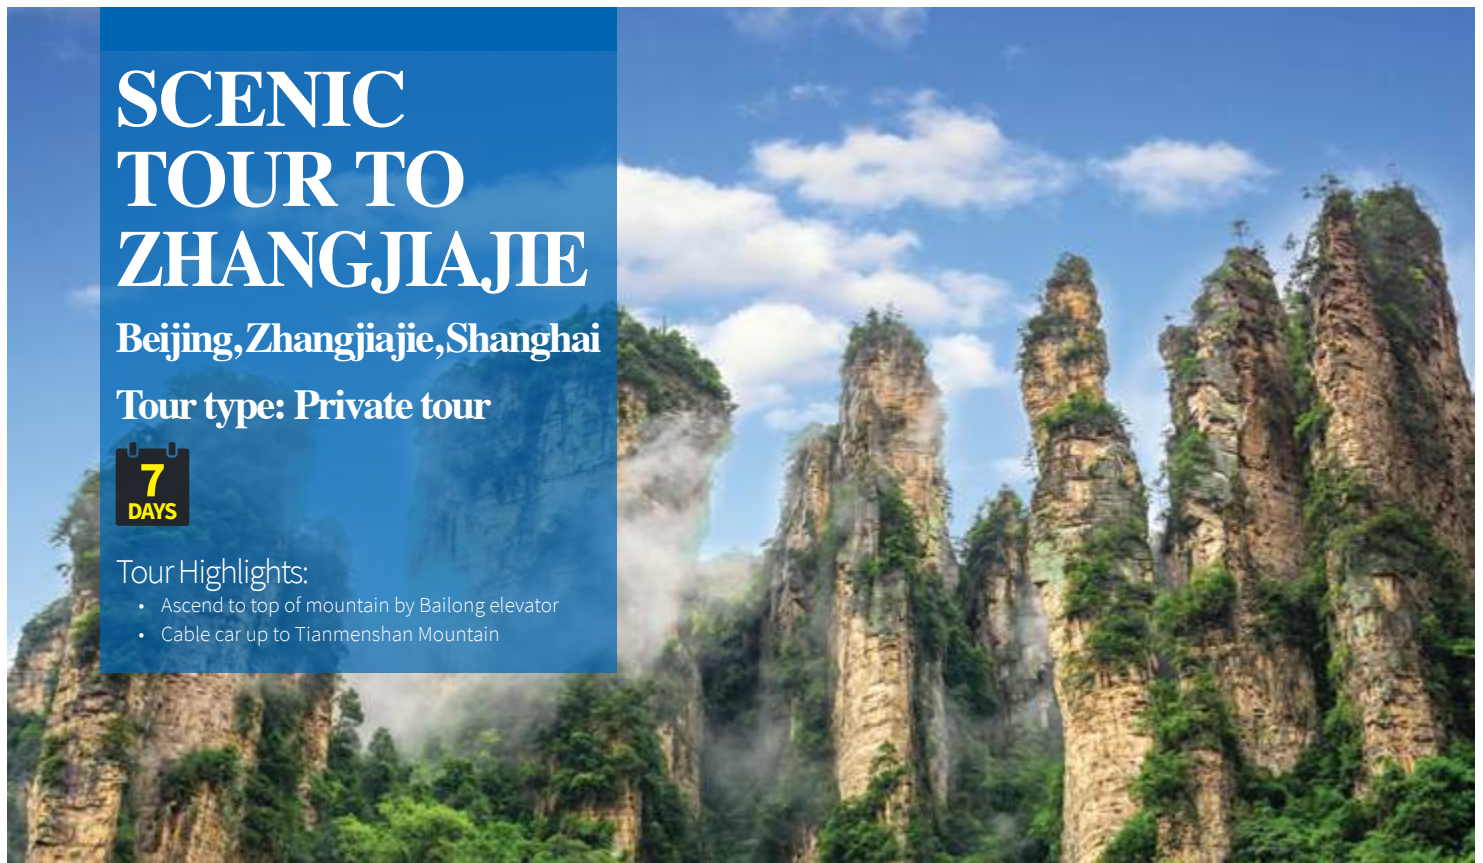 SCENIC
TOUR TO
ZHANGJIAJIE
Beijing,Zhangjiajie,Shanghai
Tour type: Private tour
7
DAYS
Tour Highlights:
• Ascend to top of mountain by Bailong elevator
• Cable car up to Tianmenshan Mountain